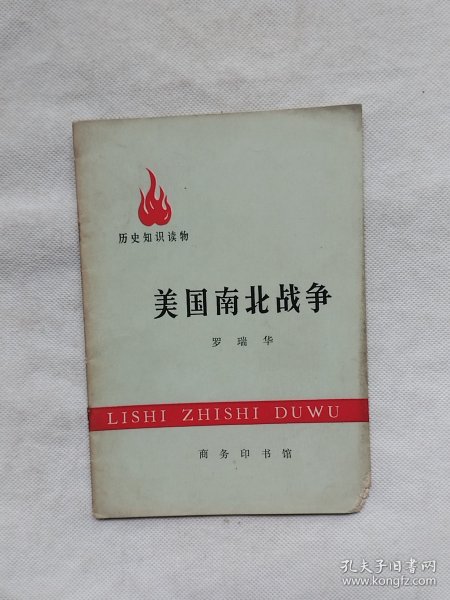 历史知识读物
美国南北战争
罗瑞华
LISHI ZHISHI DUWU
商务印书馆
孔夫子旧书网
www.kongfz.com